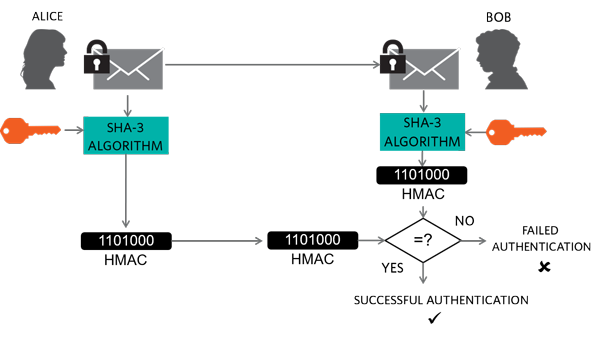 ALICE
BOB
SHA-3
ALGORITHM
SHA-3
ALGORITHM
1101000
HMAC
1101000
HMAC
1101000
HMAC
=?
NO
YES
FAILED
AUTHENTICATION
SUCCESSFUL AUTHENTICATION